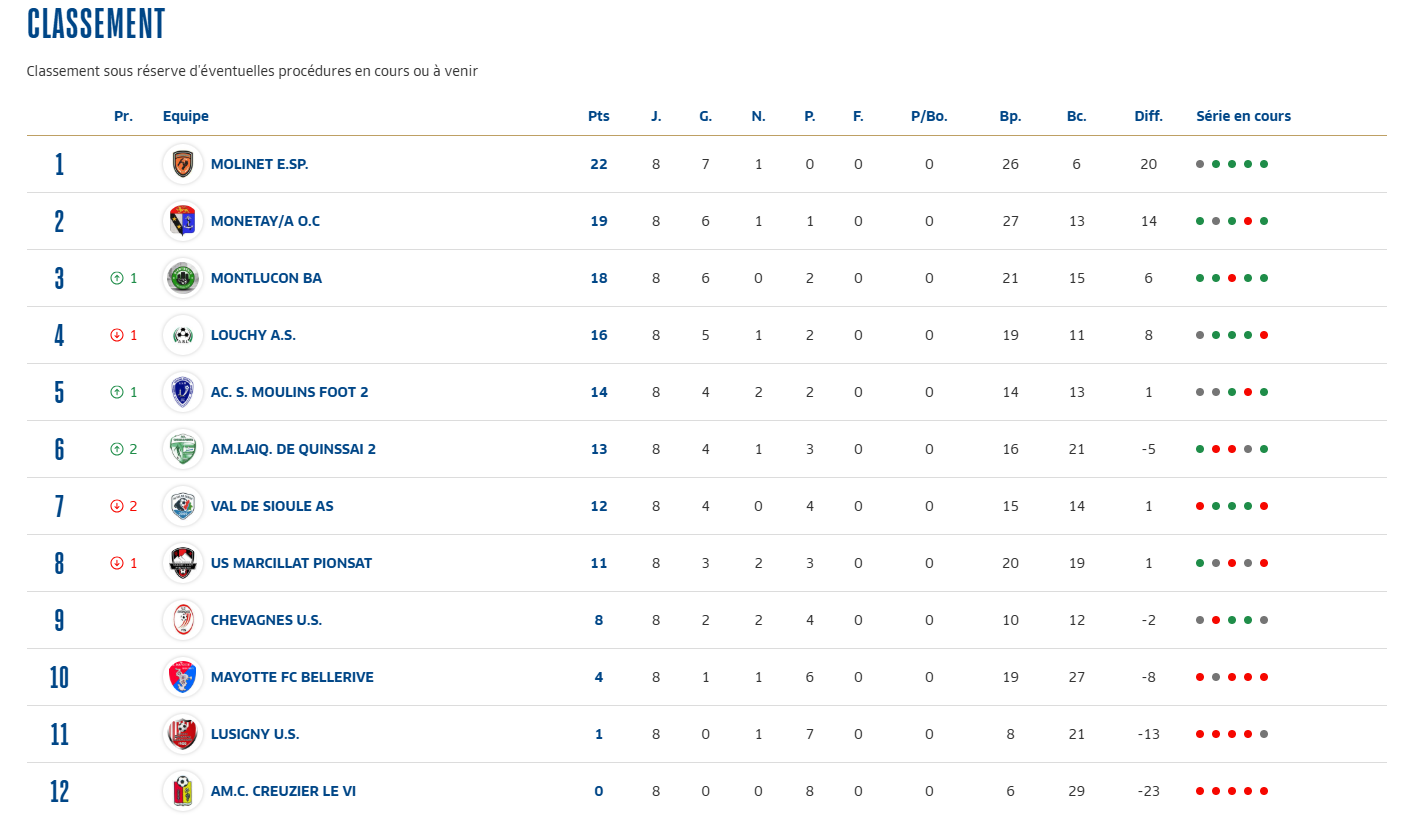 CLASSEMENT
Classement sous réserve d'éventuelles procédures en cours ou à venir
Pr. Equipe Pts J. G. N. P. F. P/Bo. Bp. Bc. Diff. Série en cours
1 MOLINET E.SP. 22 8 7 1 0 0 0 26 6 20
2 MONETAY/A O.C 19 8 6 1 1 0 0 27 13 14
3 1 MONTLUCON BA 18 8 6 0 2 0 0 21 15 6
4 1 LOUCHY A.S. 16 8 5 1 2 0 0 19 11 8
5 1 AC. S. MOULINS FOOT 2 14 8 4 2 2 0 0 14 13 1
6 2 AM.LAIQ. DE QUINSSAI 2 13 8 4 1 3 0 0 16 21 -5
7 2 VAL DE SIOULE AS 12 8 4 0 4 0 0 15 14 1
8 1 US MARCILLAT PIONSAT 11 8 3 2 3 0 0 20 19 1
9 CHEVAGNES U.S. 8 8 2 2 4 0 0 10 12 -2
10 MAYOTTE FC BELLERIVE 4 8 1 1 6 0 0 19 27 -8
11 LUSIGNY U.S. 1 8 0 1 7 0 0 8 21 -13
12 AM.C. CREUZIER LE VI 0 8 0 0 8 0 0 6 29 -23